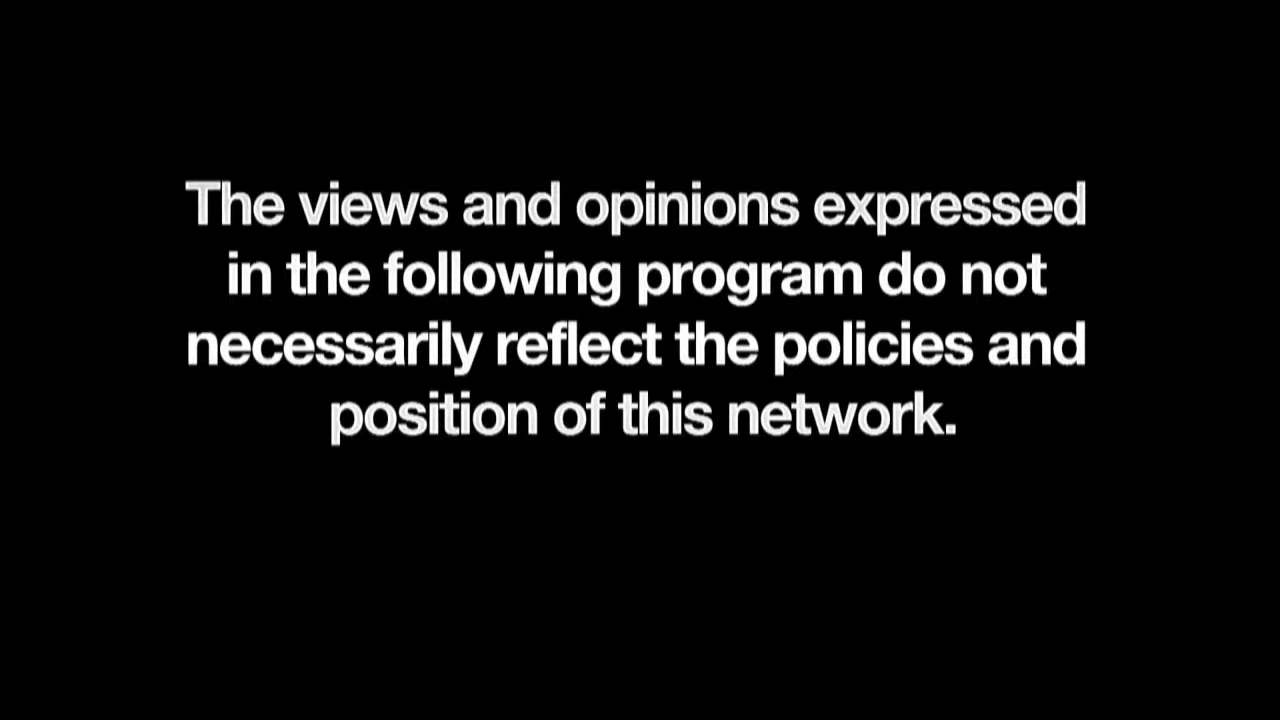 The views and opinions expressed
in the following program do not
necessarily reflect the policies and
position of this network.